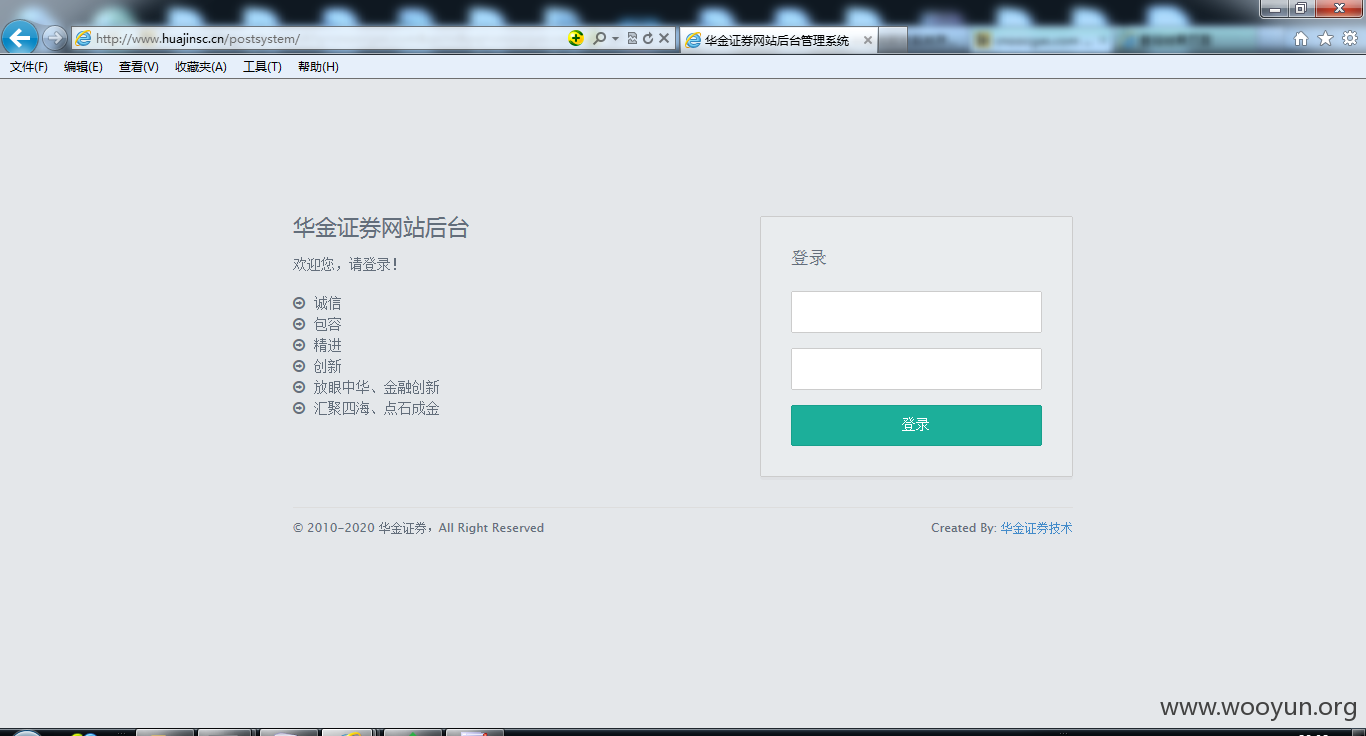 http://www.huajinsc.cn/postsystem/
华金证券网站后台管理系统
文件(F) 编辑(E) 查看(V) 收藏夹(A) 工具(T) 帮助(H)
华金证券网站后台
欢迎您，请登录！
诚信
包容
精进
创新
放眼中华、金融创新
汇聚四海、点石成金
登录
登录
© 2010-2020 华金证券，All Right Reserved
Created By: 华金证券技术
www.wooyun.org